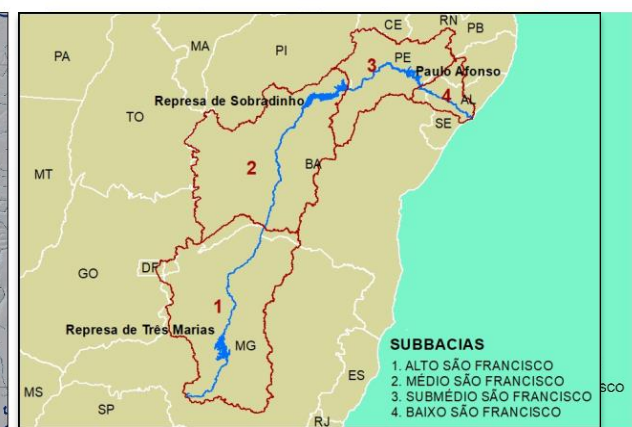 CE
RN
PB
MA
PI
PA
PE
3
Paulo Afonso
Represa de Sobradinho
4
AL
TO
SE
BA
2
MT
DF
GO
1
Represa de Três Marias
MG
SUBBACIAS
1. ALTO SÃO FRANCISCO
2. MÉDIO SÃO FRANCISCO
3. SUBMÉDIO SÃO FRANCISCO
4. BAIXO SÃO FRANCISCO
ES
MS
SP
RJ
SCO